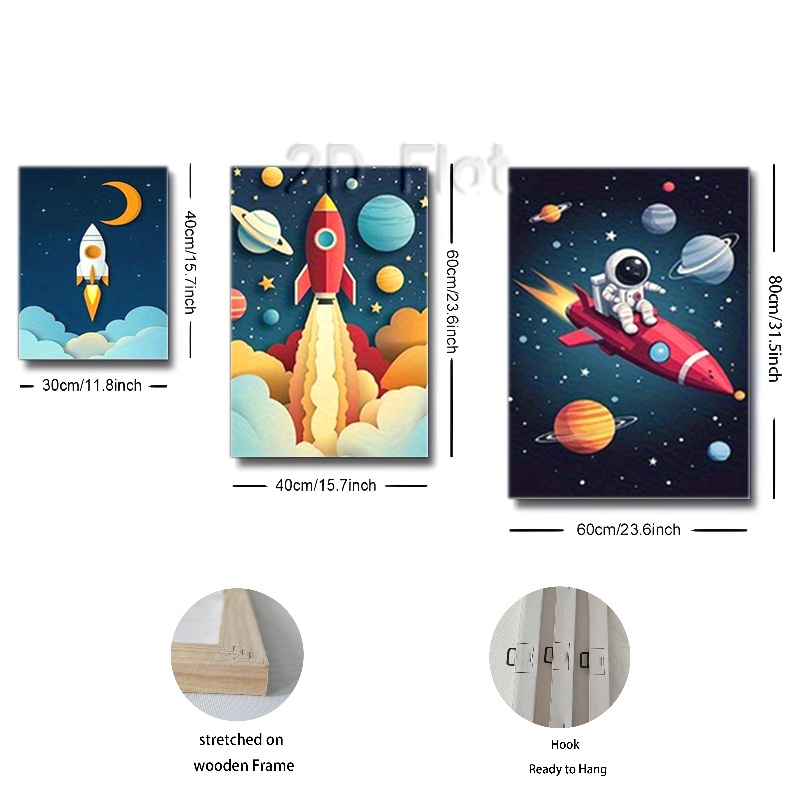 2D Flat
40cm/15.7inch
30cm/11.8inch
60cm/23.6inch
40cm/15.7inch
80cm/31.5inch
60cm/23.6inch
stretched on
wooden Frame
Hook
Ready to Hang